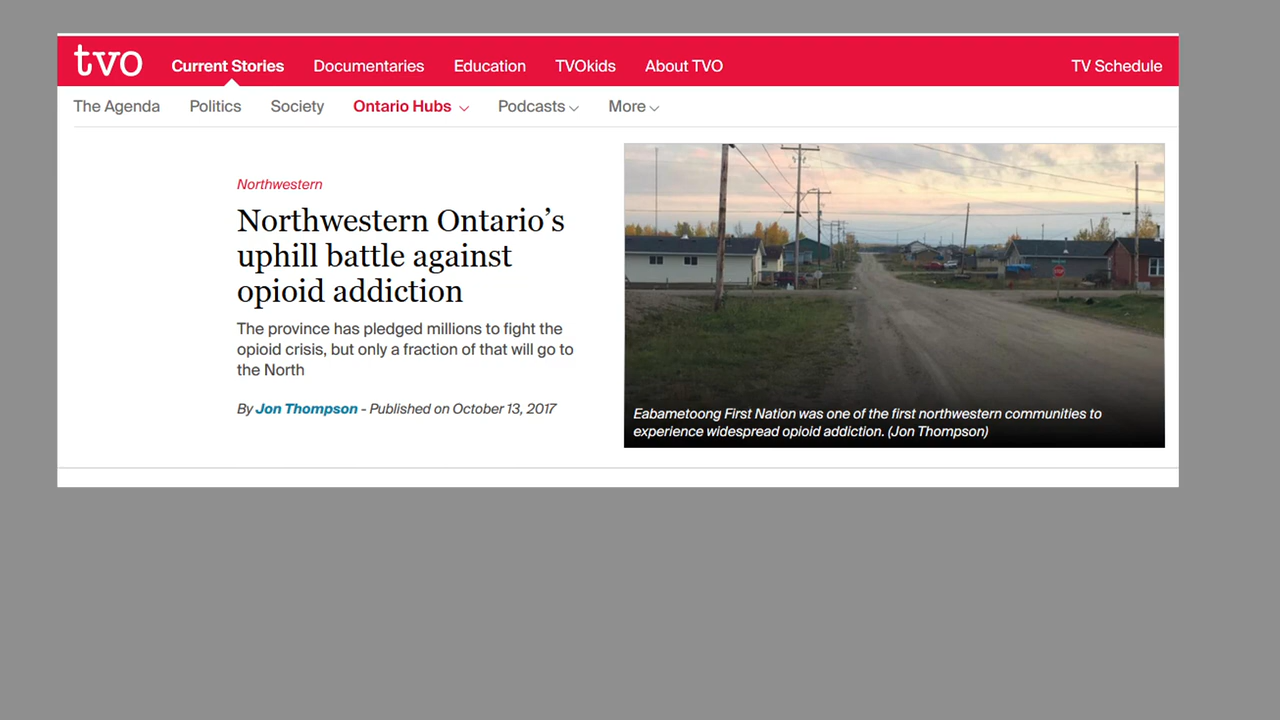 tvo
Current Stories Documentaries Education TVOkids About TVO TV Schedule
The Agenda Politics Society Ontario Hubs Podcasts More
Northwestern
Northwestern Ontario’s
uphill battle against
opioid addiction
The province has pledged millions to fight the
opioid crisis, but only a fraction of that will go to
the North
By Jon Thompson - Published on October 13, 2017
Eabametoong First Nation was one of the first northwestern communities to
experience widespread opioid addiction. (Jon Thompson)